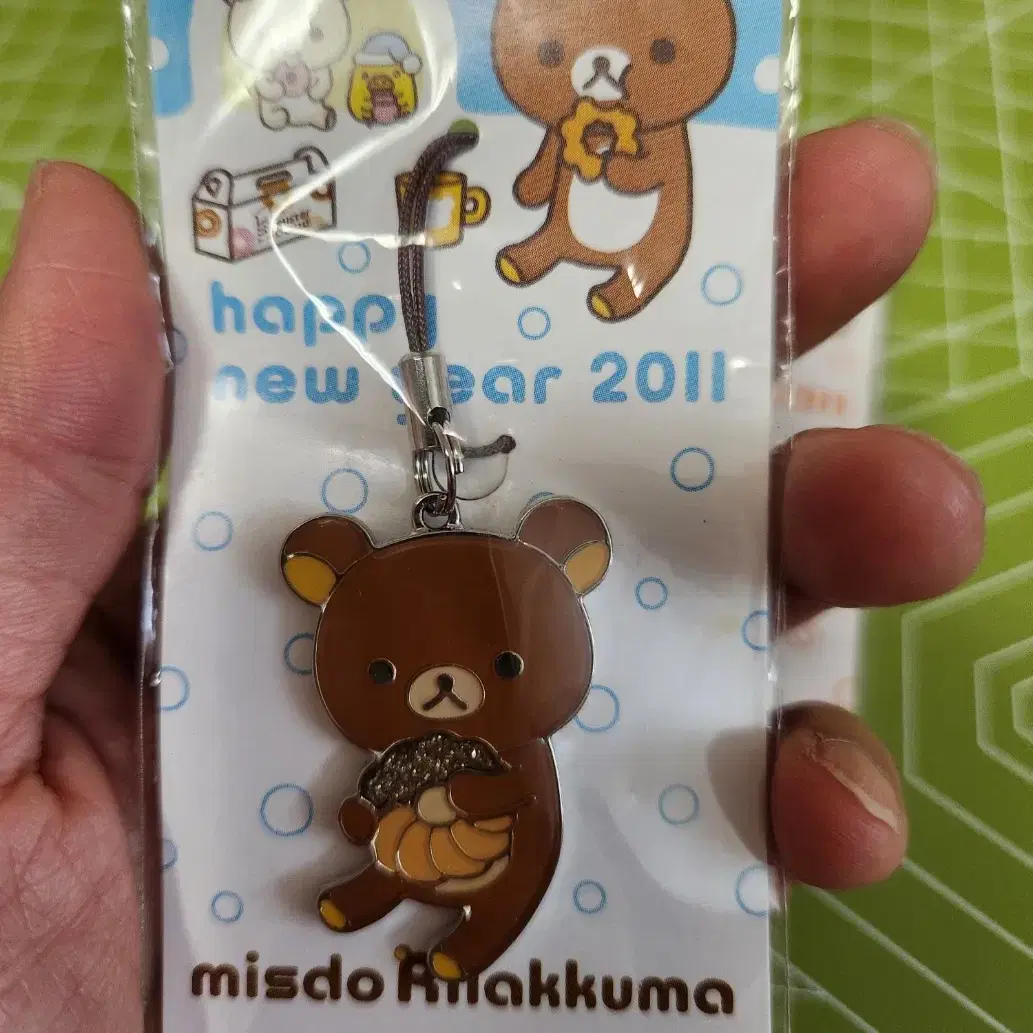 happy
new year 2011
misdo Rilakkuma